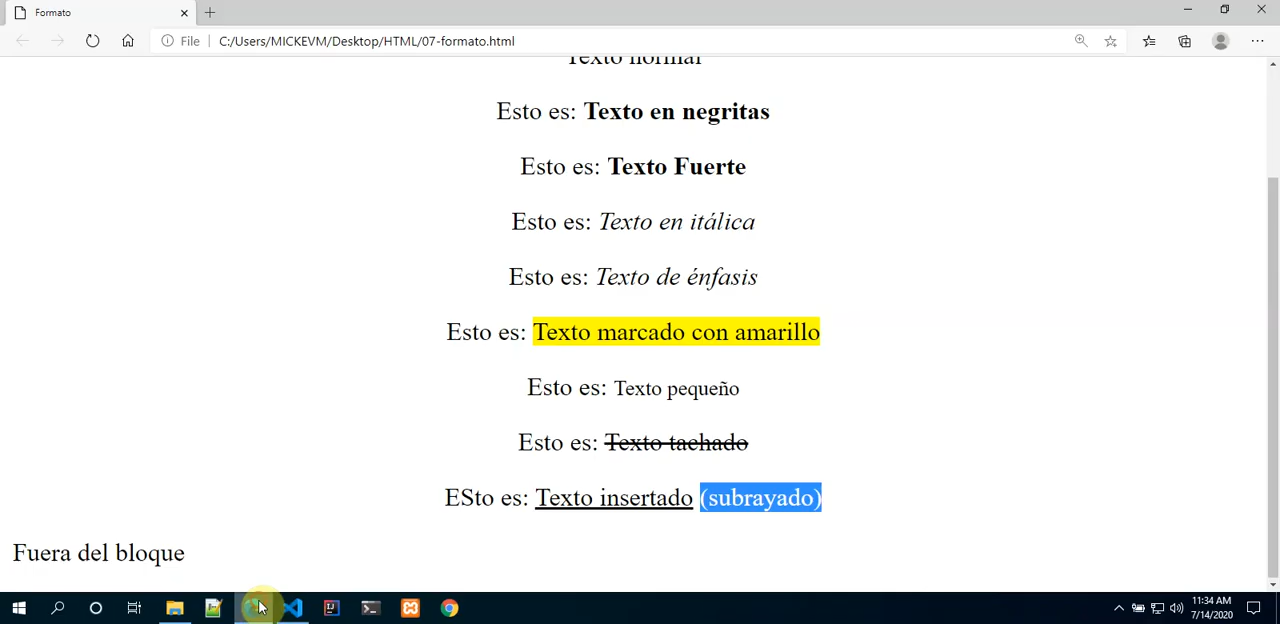 Formato
File
C:/Users/MICKEVM/Desktop/HTML/07-formato.html
Texto normal
Esto es: Texto en negritas
Esto es: Texto Fuerte
Esto es: Texto en itálica
Esto es: Texto de énfasis
Esto es: Texto marcado con amarillo
Esto es: Texto pequeño
Esto es: Texto tachado
ESto es: Texto insertado (subrayado)
Fuera del bloque
11:34 AM
7/14/2020